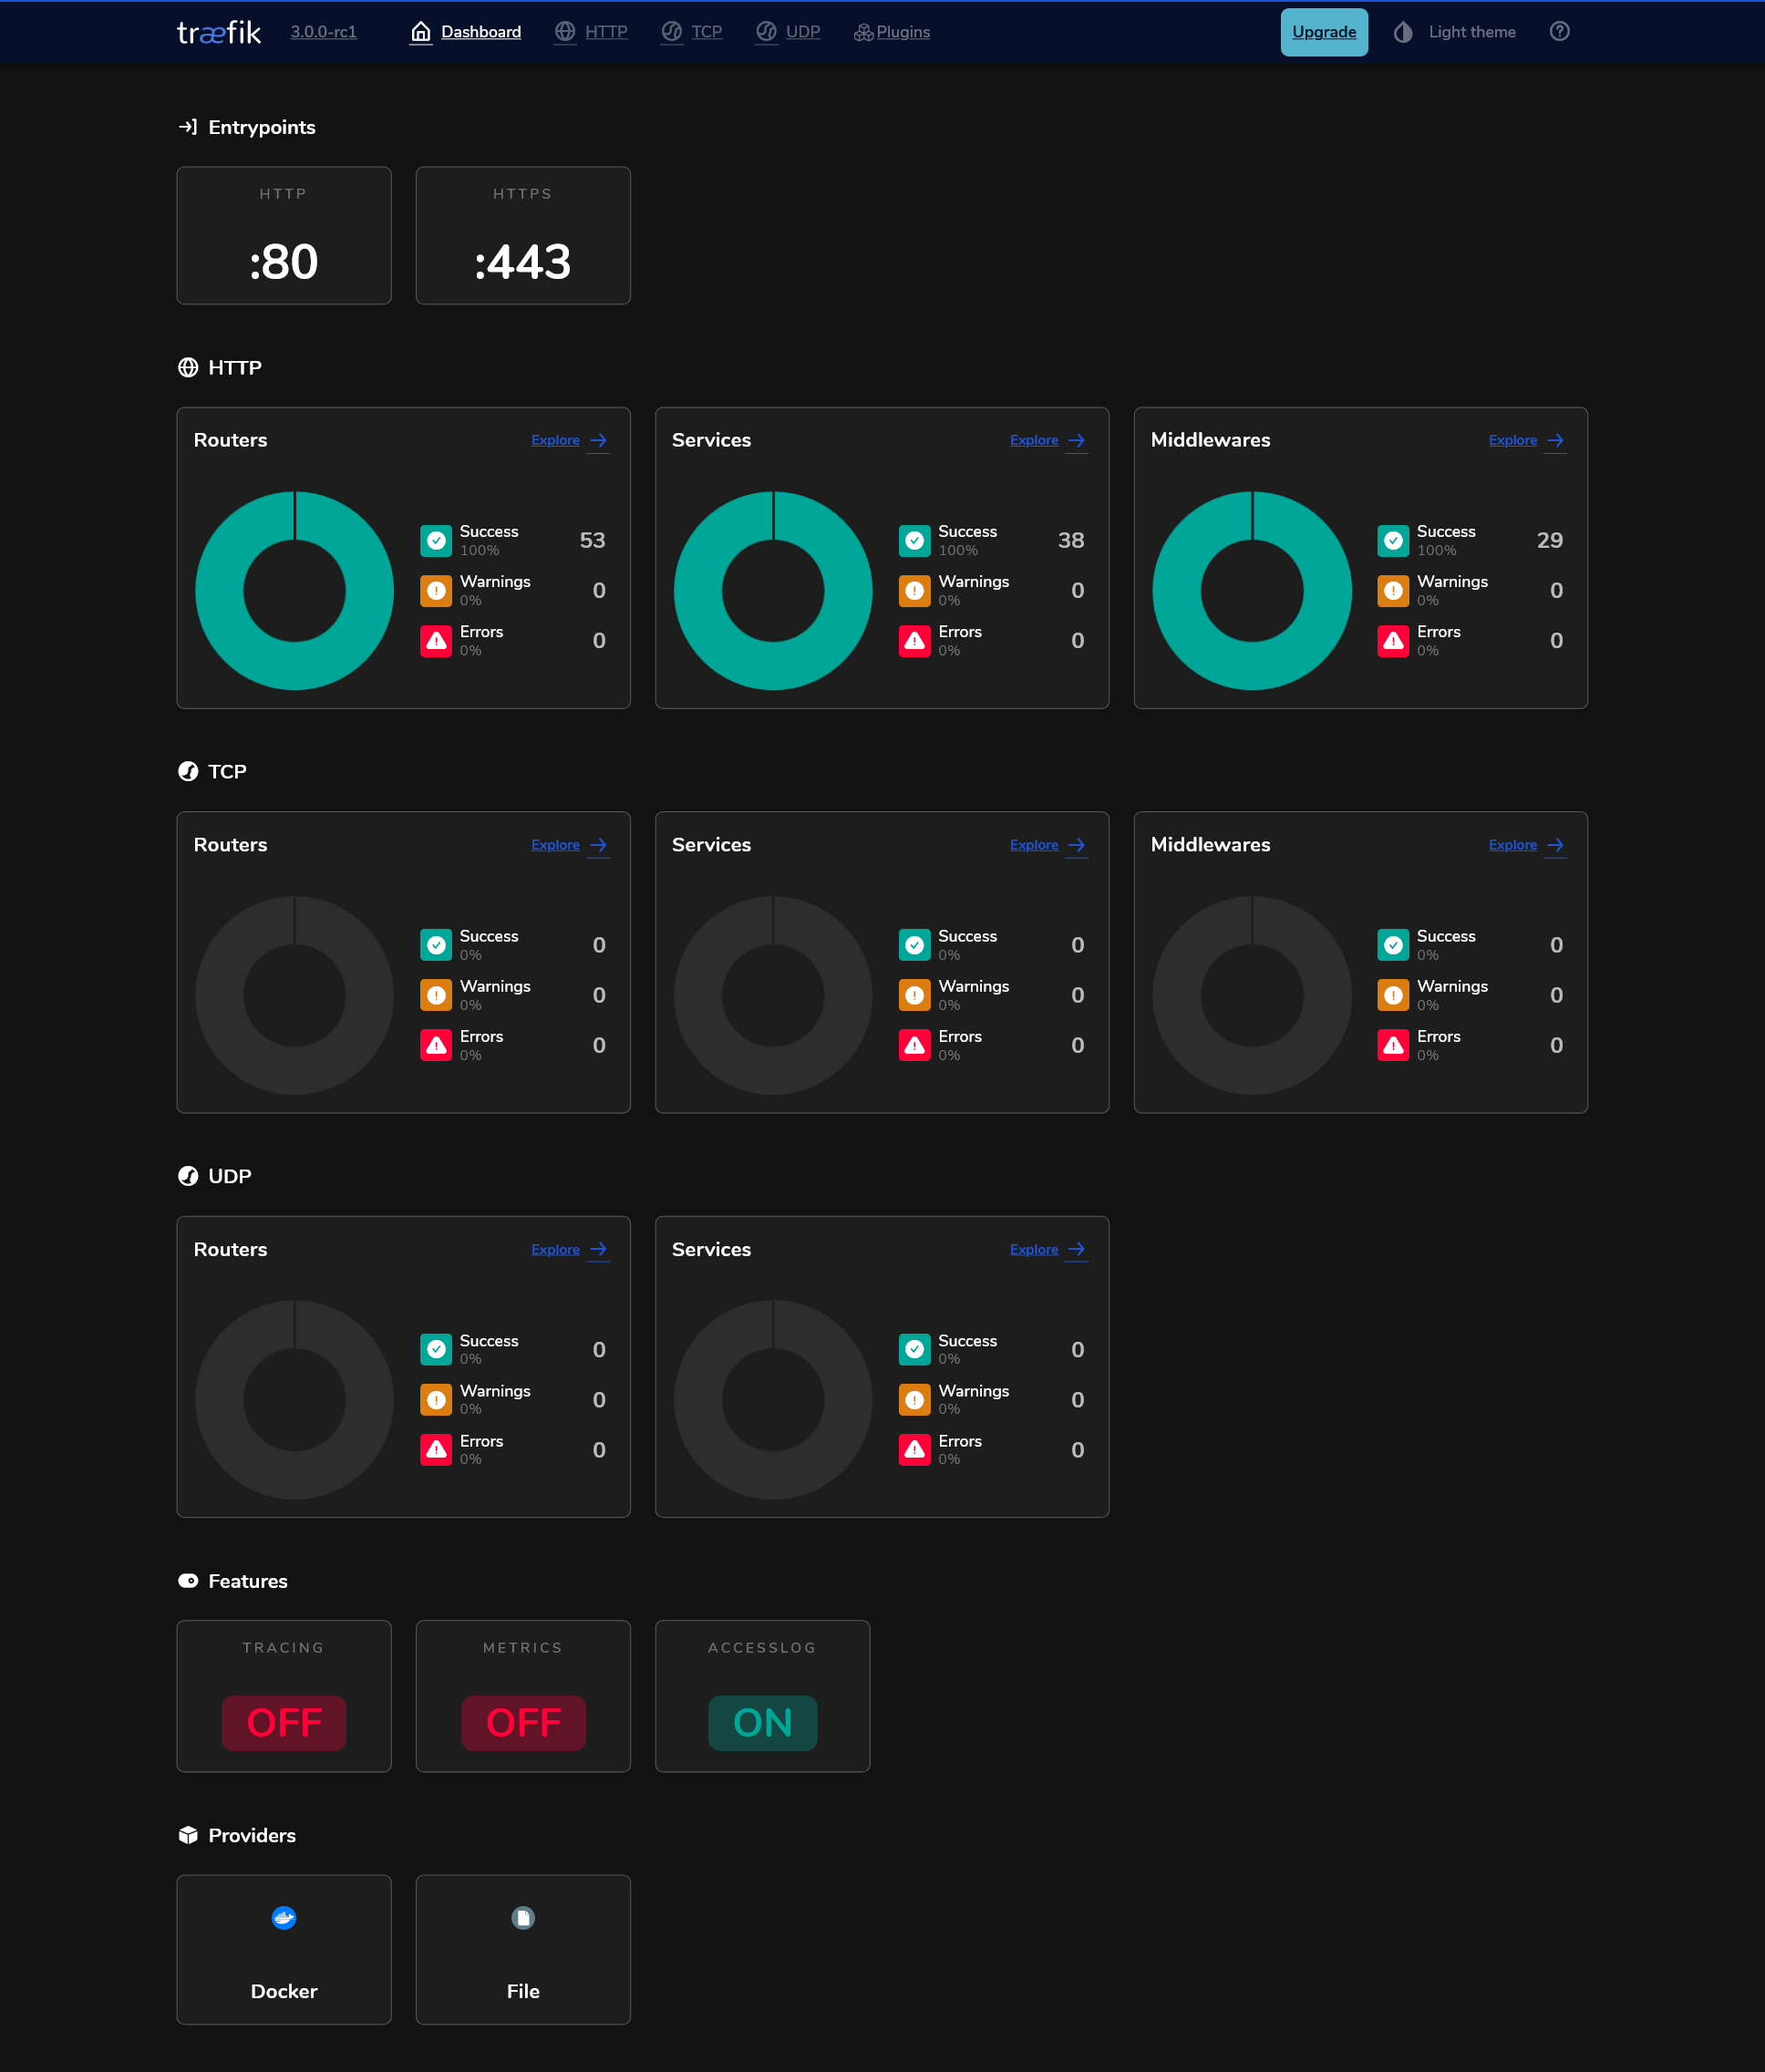 træfik 3.0.0-rc1 Dashboard HTTP TCP UDP Plugins Upgrade Light theme
Entrypoints
HTTP HTTPS
:80 :443
HTTP
Routers Explore Services Explore Middlewares Explore
Success 53 Success 38 Success 29
100% 100% 100%
Warnings 0 Warnings 0 Warnings 0
0% 0% 0%
Errors 0 Errors 0 Errors 0
0% 0% 0%
TCP
Routers Explore Services Explore Middlewares Explore
Success 0 Success 0 Success 0
0% 0% 0%
Warnings 0 Warnings 0 Warnings 0
0% 0% 0%
Errors 0 Errors 0 Errors 0
0% 0% 0%
UDP
Routers Explore Services Explore
Success 0 Success 0
0% 0%
Warnings 0 Warnings 0
0% 0%
Errors 0 Errors 0
0% 0%
Features
TRACING METRICS ACCESSLOG
OFF OFF ON
Providers
Docker File